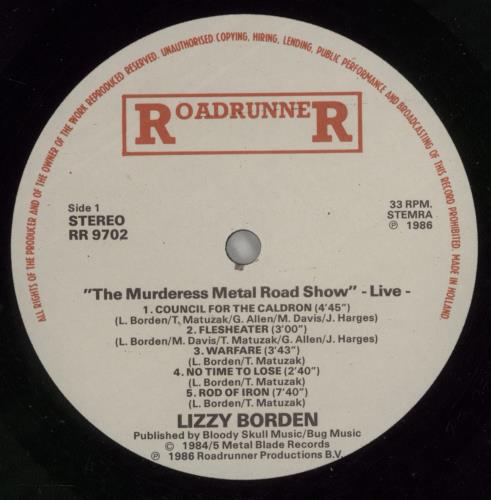 ALL RIGHTS OF THE PRODUCER AND OF THE OWNER OF THE WORK REPRODUCED RESERVED. UNAUTHORISED COPYING, HIRING, LENDING, PUBLIC PERFORMANCE AND BROADCASTING OF THIS RECORD PROHIBITED. MADE IN HOLLAND.
ROADRUNNER
Side 1
STEREO
RR 9702
33 RPM.
STEMRA
℗ 1986
"The Murderess Metal Road Show" - Live -
1. COUNCIL FOR THE CALDRON (4'45")
(L. Borden/T. Matuzak/G. Allen/M. Davis/J. Harges)
2. FLESHEATER (3'00")
(L. Borden/M. Davis/T. Matuzak/G. Allen/J. Harges)
3. WARFARE (3'43")
(L. Borden/T. Matuzak)
4. NO TIME TO LOSE (2'40")
(L. Borden/T. Matuzak)
5. ROD OF IRON (7'40")
(L. Borden/T. Matuzak)
LIZZY BORDEN
Published by Bloody Skull Music/Bug Music
© 1984/5 Metal Blade Records
℗ 1986 Roadrunner Productions B.V.